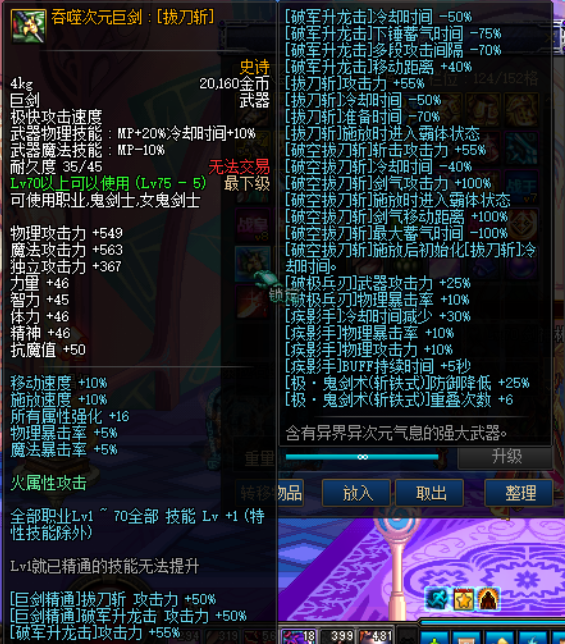 吞噬次元巨剑：[拔刀斩]
史诗
4kg
20,160金币
巨剑
武器
极快攻击速度
武器物理技能：MP+20%冷却时间+10%
武器魔法技能：MP-10%
耐久度 35/45
无法交易
Lv70以上可以使用 (Lv75 - 5)
最下级
可使用职业,鬼剑士,女鬼剑士
物理攻击力 +549
魔法攻击力 +563
独立攻击力 +367
力量 +46
智力 +45
体力 +46
精神 +46
抗魔值 +50
移动速度 +10%
施放速度 +10%
所有属性强化 +16
物理暴击率 +5%
魔法暴击率 +5%
火属性攻击
全部职业Lv1 ~ 70全部 技能 Lv +1 (特
性技能除外)
Lv1就已精通的技能无法提升
[巨剑精通]拔刀斩 攻击力 +50%
[巨剑精通]破军升龙击 攻击力 +50%
[破军升龙击]攻击力 +55%
[破军升龙击]冷却时间 -50%
[破军升龙击]下锤蓄气时间 -75%
[破军升龙击]多段攻击间隔 -70%
[破军升龙击]移动距离 +40%
[拔刀斩]攻击力 +55%
[拔刀斩]冷却时间 -50%
[拔刀斩]准备时间 -70%
[拔刀斩]施放时进入霸体状态
[破空拔刀斩]斩击攻击力 +55%
[破空拔刀斩]冷却时间 -40%
[破空拔刀斩]剑气攻击力 +100%
[破空拔刀斩]施放时进入霸体状态
[破空拔刀斩]剑气移动距离 +100%
[破空拔刀斩]最大蓄气时间 -100%
[破空拔刀斩]施放后初始化[拔刀斩]冷
却时间。
[破极兵刃]武器攻击力 +25%
[破极兵刃]物理暴击率 +10%
[疾影手]冷却时间减少 +30%
[疾影手]物理暴击率 +10%
[疾影手]物理攻击力 +10%
[疾影手]BUFF持续时间 +5秒
[极·鬼剑术(斩铁式)]防御降低 +25%
[极·鬼剑术(斩铁式)]重叠次数 +6
含有异界异次元气息的强大武器。
124/152格
∞
升级
重量
转移物品
放入
取出
整理
18
399
481